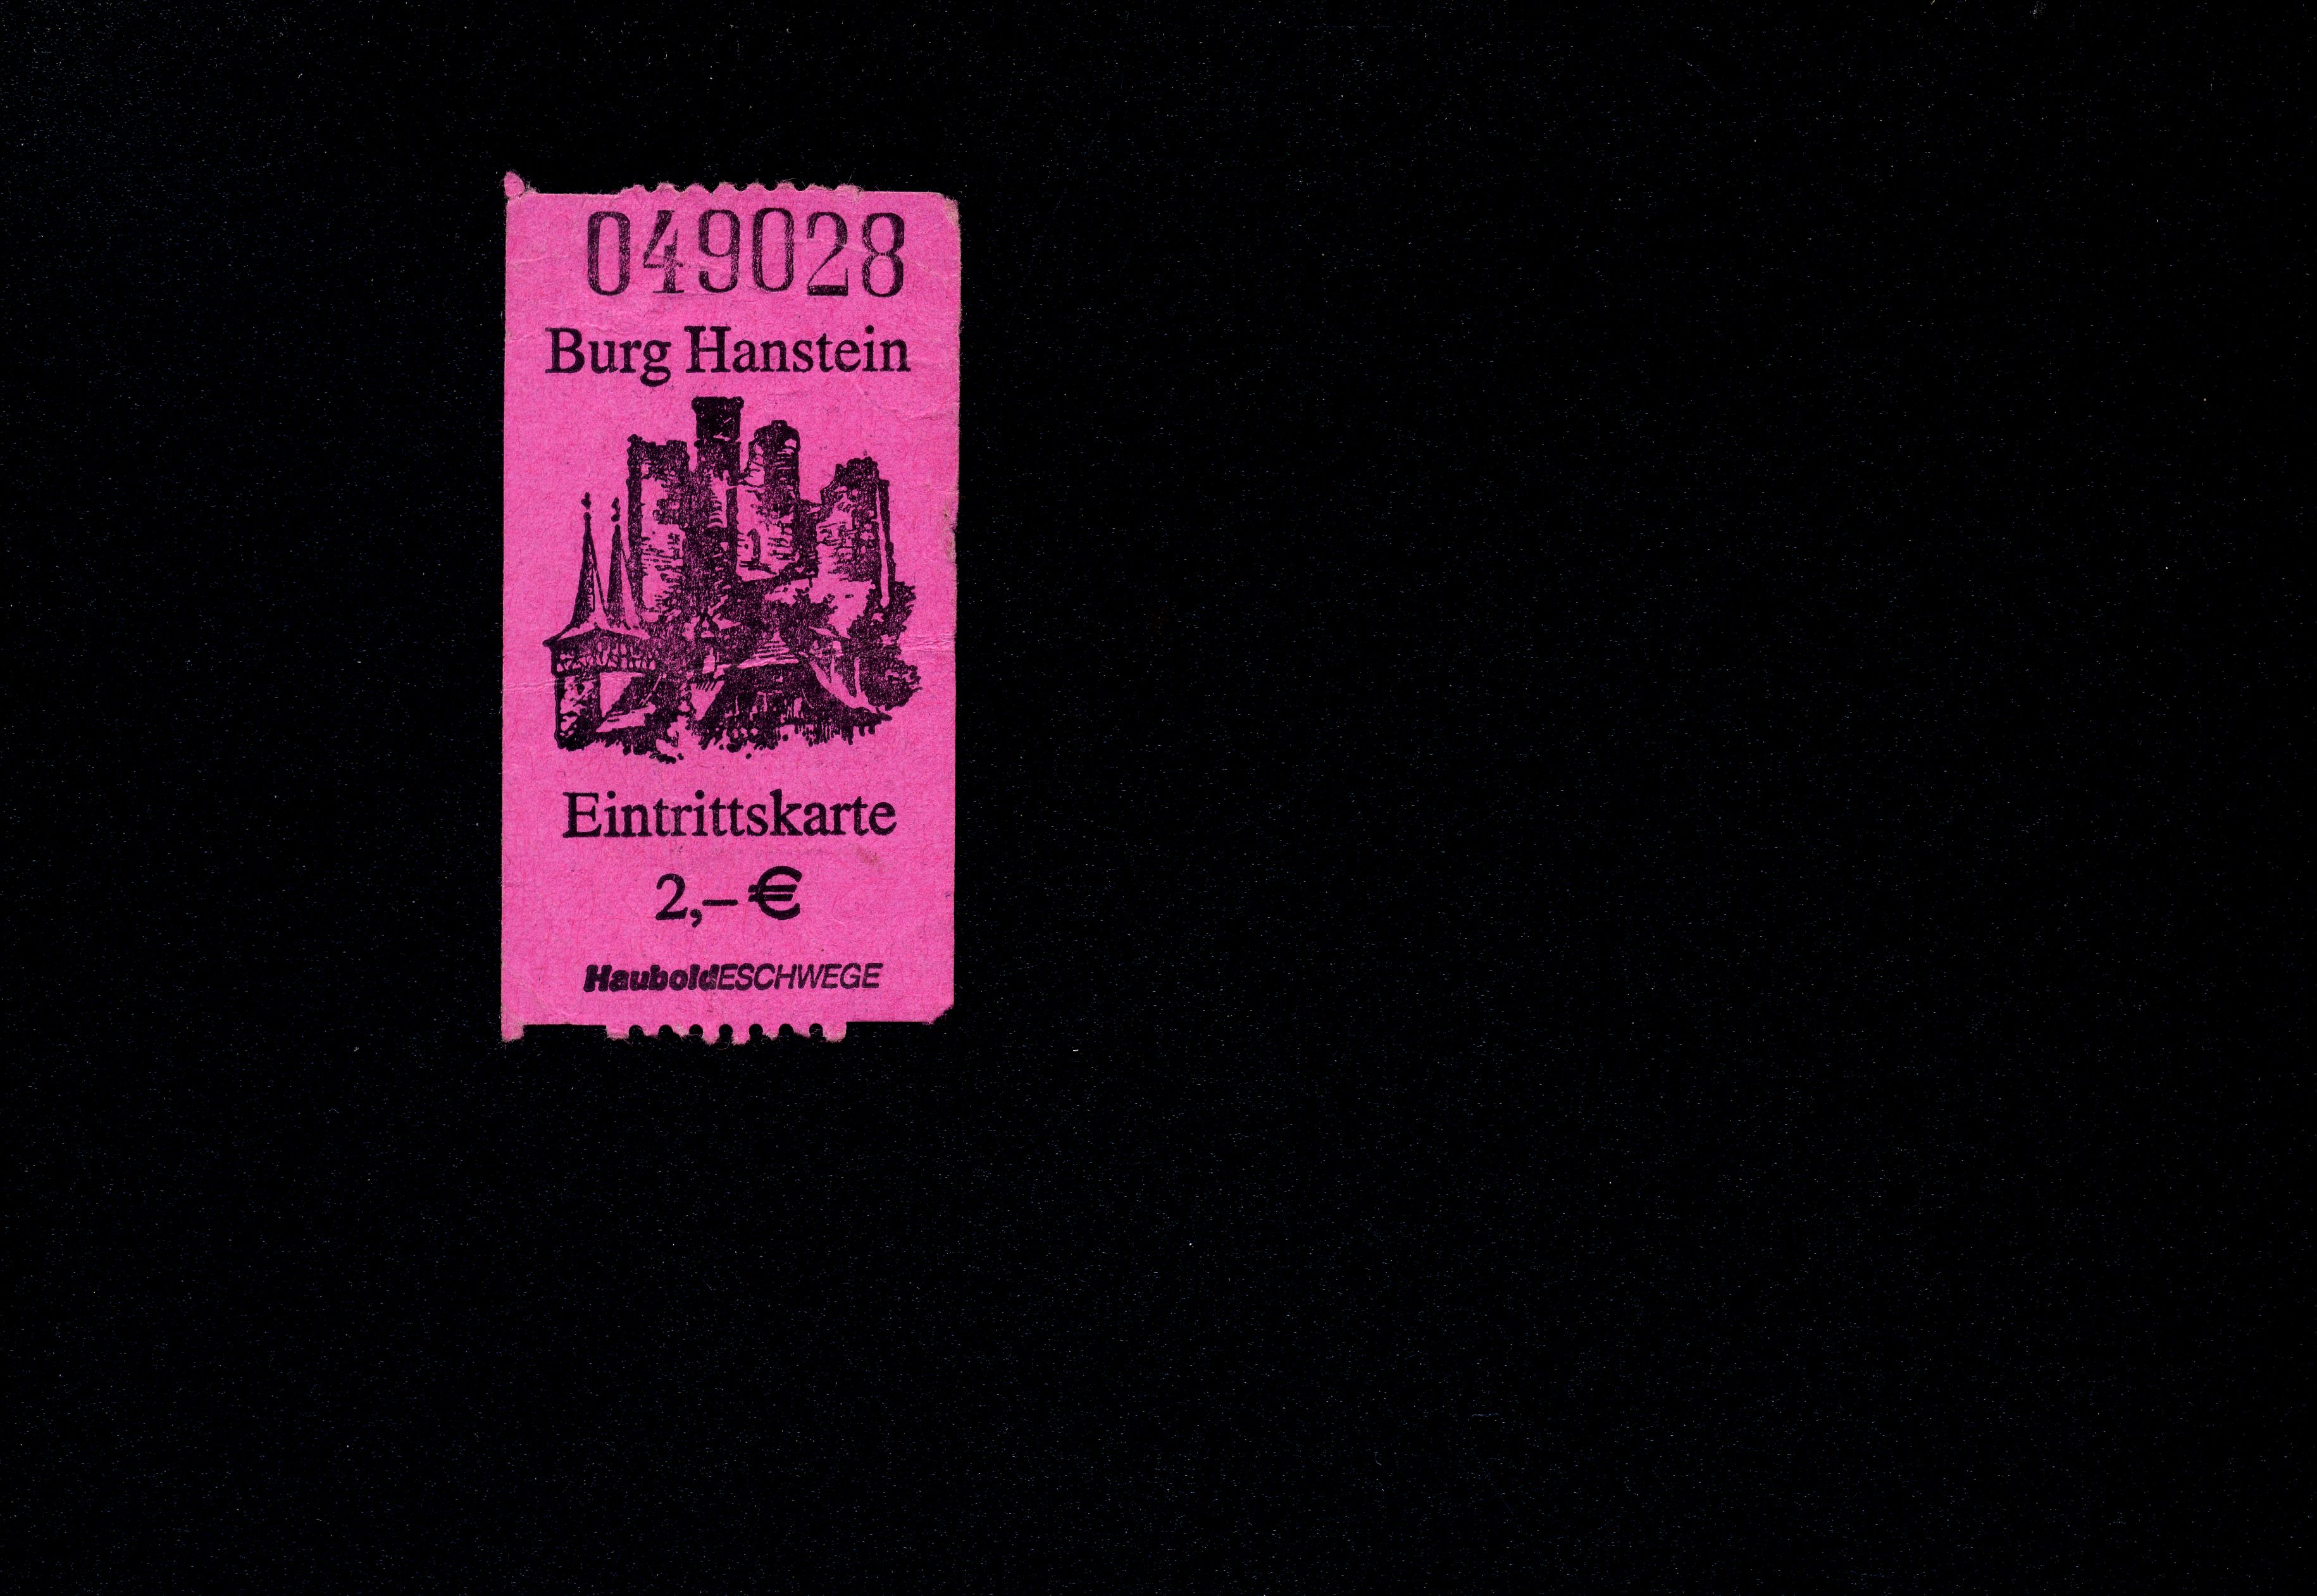 049028
Burg Hanstein
Eintrittskarte
2,– €
HauboldESCHWEGE